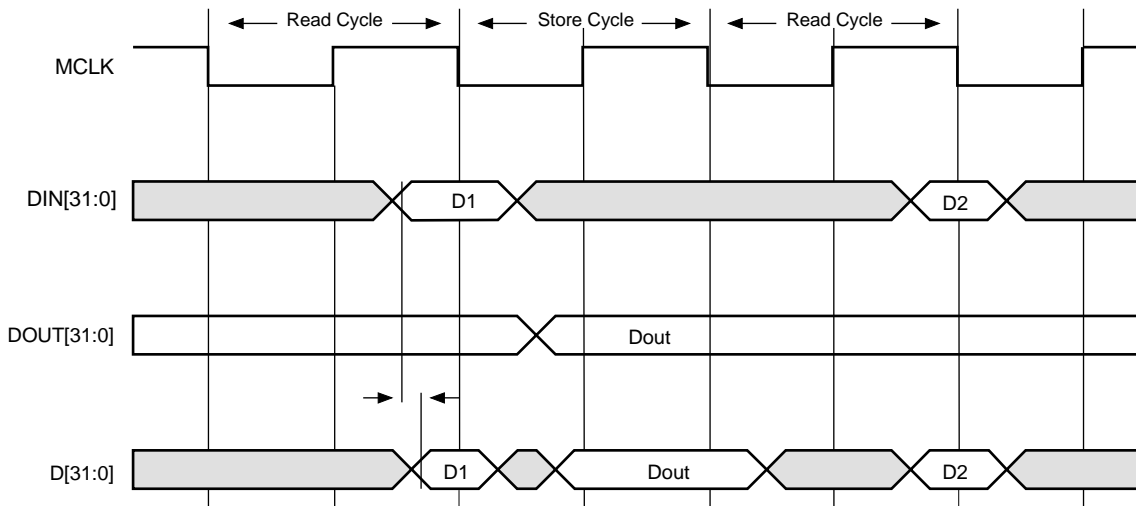 Read Cycle Store Cycle Read Cycle
MCLK
DIN[31:0] D1 D2
DOUT[31:0] Dout
D[31:0] D1 Dout D2